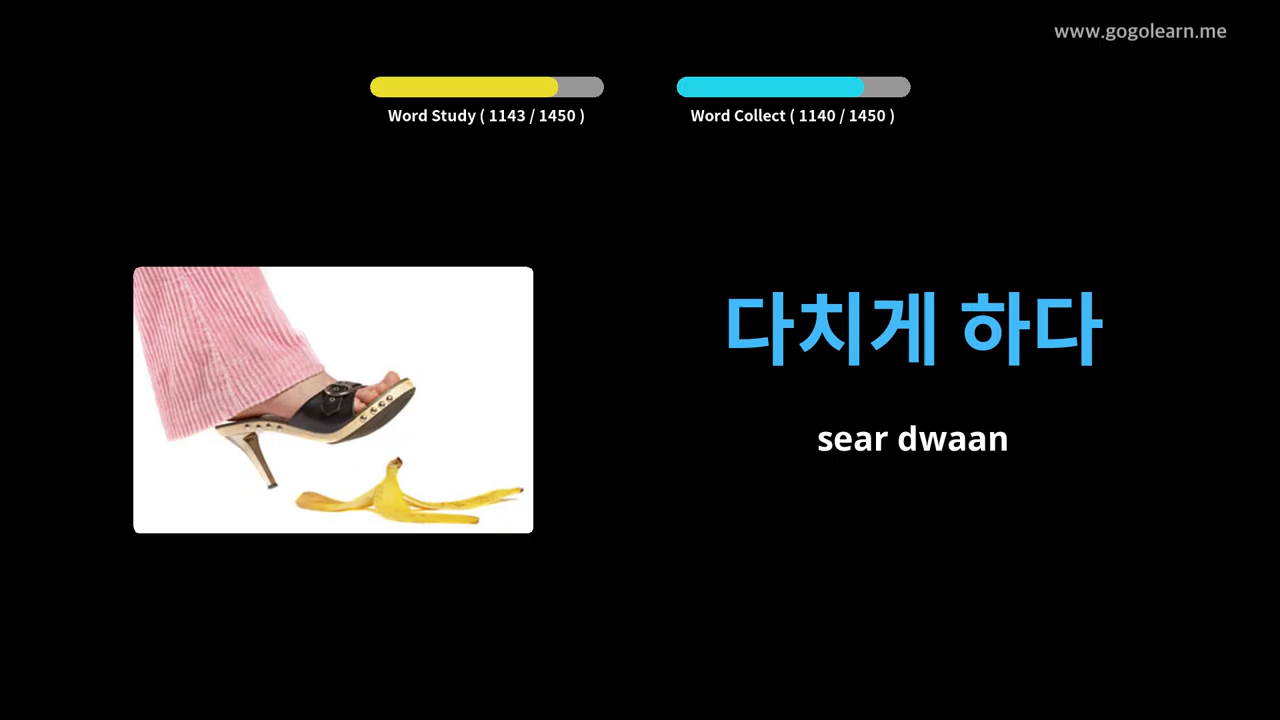 www.gogolearn.me
Word Study ( 1143 / 1450 )
Word Collect ( 1140 / 1450 )
다치게 하다
sear dwaan